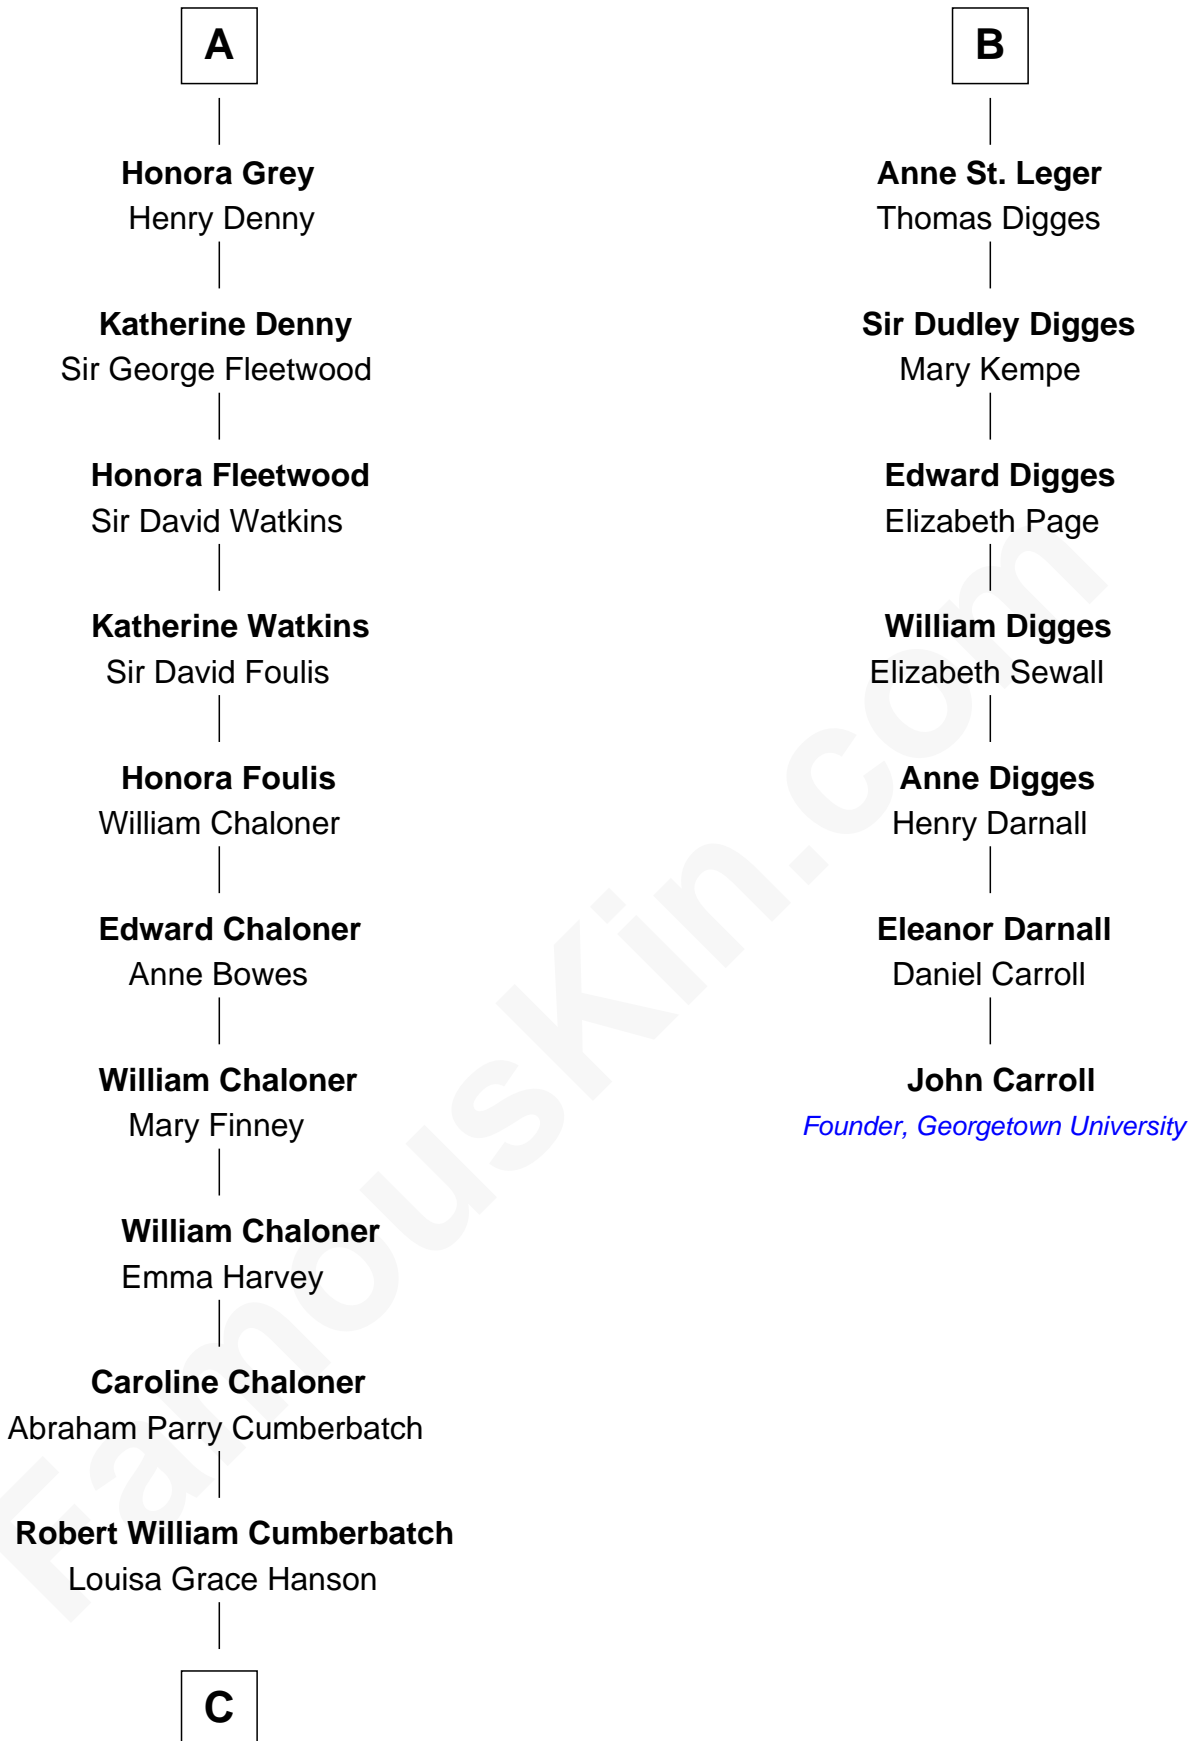 A
Honora Grey
Henry Denny
Katherine Denny
Sir George Fleetwood
Honora Fleetwood
Sir David Watkins
Katherine Watkins
Sir David Foulis
Honora Foulis
William Chaloner
Edward Chaloner
Anne Bowes
William Chaloner
Mary Finney
William Chaloner
Emma Harvey
Caroline Chaloner
Abraham Parry Cumberbatch
Robert William Cumberbatch
Louisa Grace Hanson
C
B
Anne St. Leger
Thomas Digges
Sir Dudley Digges
Mary Kempe
Edward Digges
Elizabeth Page
William Digges
Elizabeth Sewall
Anne Digges
Henry Darnall
Eleanor Darnall
Daniel Carroll
John Carroll
Founder, Georgetown University
FamousKin.com